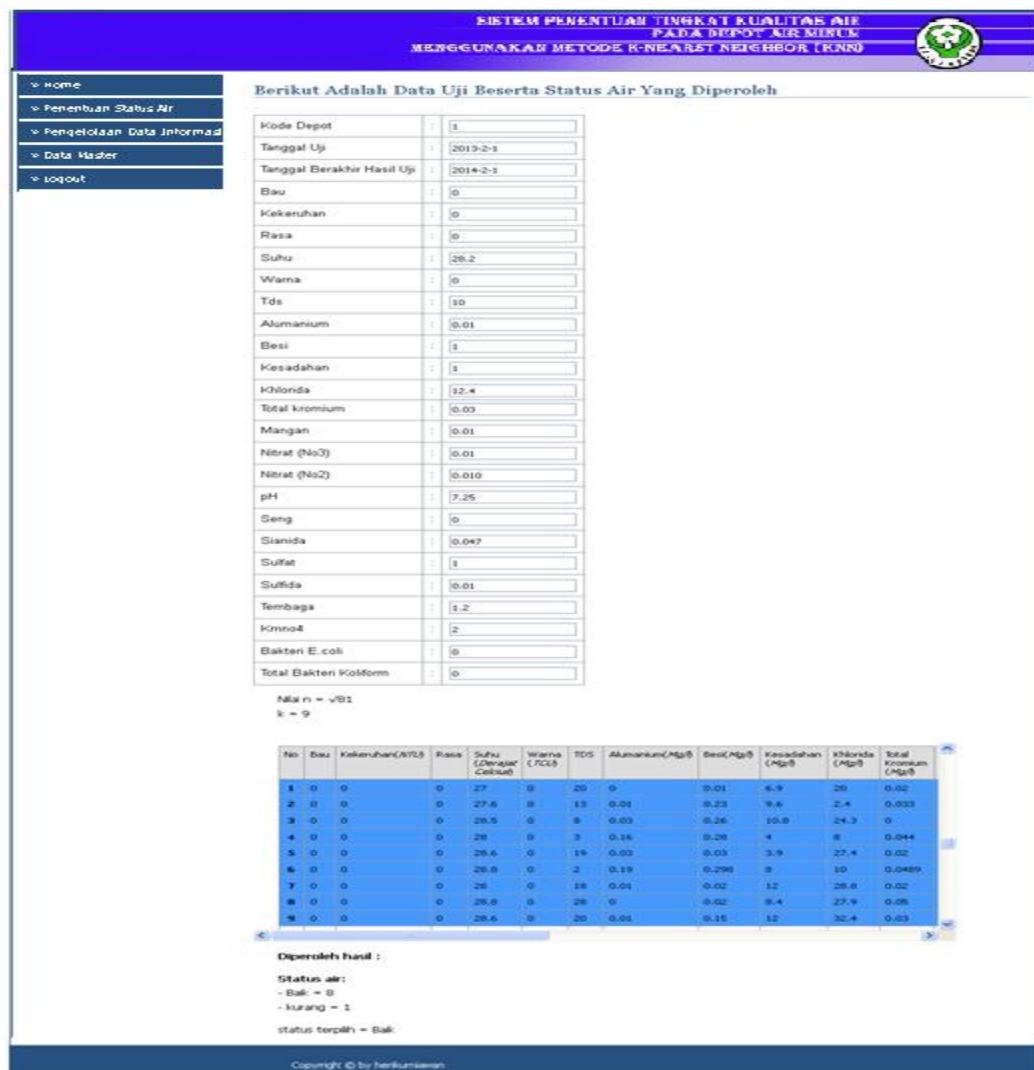 SISTEM PENENTUAN TINGKAT KUALITAS AIR
PADA DEPOT AIR MINUM
MENGGUNAKAN METODE K-NEARST NEIGHBOR (KNN)
» Home
» Penentuan Status Air
» Pengelolaan Data Informasi
» Data Master
» Logout
Berikut Adalah Data Uji Beserta Status Air Yang Diperoleh
Kode Depot : 1
Tanggal Uji : 2013-2-1
Tanggal Berakhir Hasil Uji : 2014-2-1
Bau : 0
Kekeruhan : 0
Rasa : 0
Suhu : 28.2
Warna : 0
Tds : 10
Alumanium : 0.01
Besi : 1
Kesadahan : 1
Khlorida : 12.4
Total kromium : 0.03
Mangan : 0.01
Nitrat (No3) : 0.01
Nitrat (No2) : 0.010
pH : 7.25
Seng : 0
Sianida : 0.047
Sulfat : 1
Sulfida : 0.01
Tembaga : 1.2
Kmno4 : 2
Bakteri E.coli : 0
Total Bakteri Koliform : 0
Nilai n = √81
k = 9
No Bau Kekeruhan(NTU) Rasa Suhu (Derajat Celcius) Warna (TCU) TDS Alumanium(Mg/l) Besi(Mg/l) Kesadahan (Mg/l) Khlorida (Mg/l) Total Kromium (Mg/l)
1 0 0 0 27 0 20 0 0.01 6.9 20 0.02
2 0 0 0 27.6 0 13 0.01 0.23 9.6 2.4 0.033
3 0 0 0 28.5 0 8 0.03 0.26 10.8 24.3 0
4 0 0 0 28 0 3 0.16 0.28 4 8 0.044
5 0 0 0 28.6 0 19 0.03 0.03 3.9 27.4 0.02
6 0 0 0 28.8 0 2 0.19 0.298 8 10 0.0489
7 0 0 0 28 0 18 0.01 0.02 12 28.8 0.02
8 0 0 0 28.8 0 28 0 0.02 8.4 27.9 0.05
9 0 0 0 28.6 0 20 0.01 0.15 12 32.4 0.03
Diperoleh hasil :
Status air:
- Baik = 8
- kurang = 1
status terpilih = Baik
Copyright © by herikurniawan